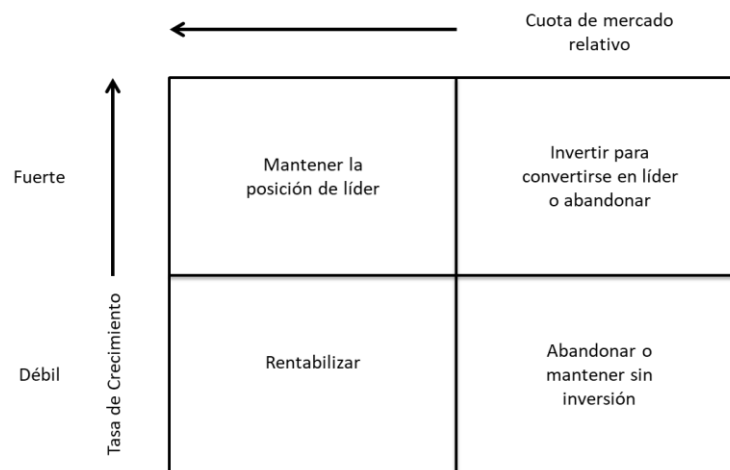 Cuota de mercado
relativo
Fuerte
Mantener la
posición de líder
Invertir para
convertirse en líder
o abandonar
Débil
Tasa de Crecimiento
Rentabilizar
Abandonar o
mantener sin
inversión